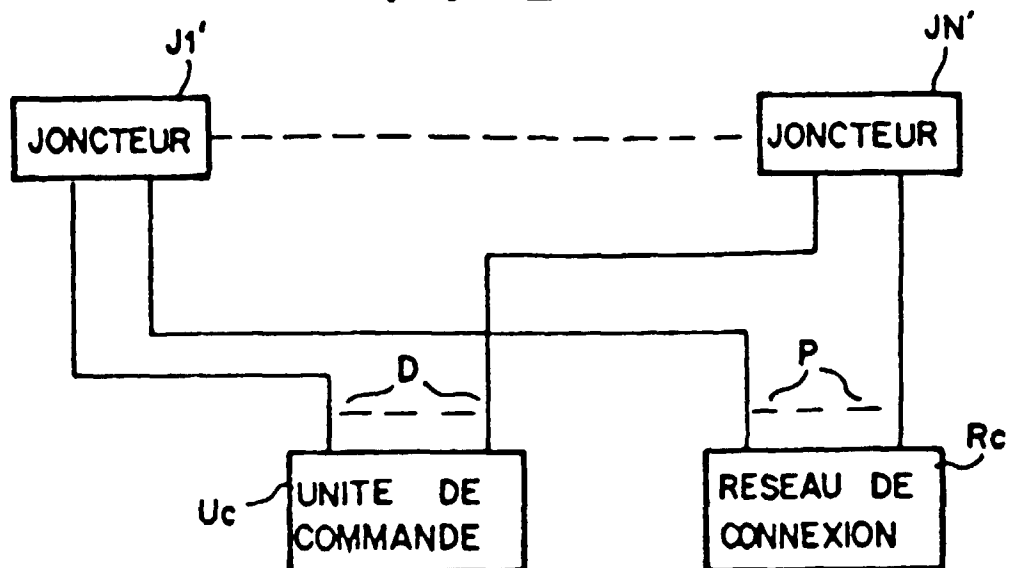 J1'
JN'
JONCTEUR
JONCTEUR
D
P
Rc
Uc
UNITE DE
COMMANDE
RESEAU DE
CONNEXION